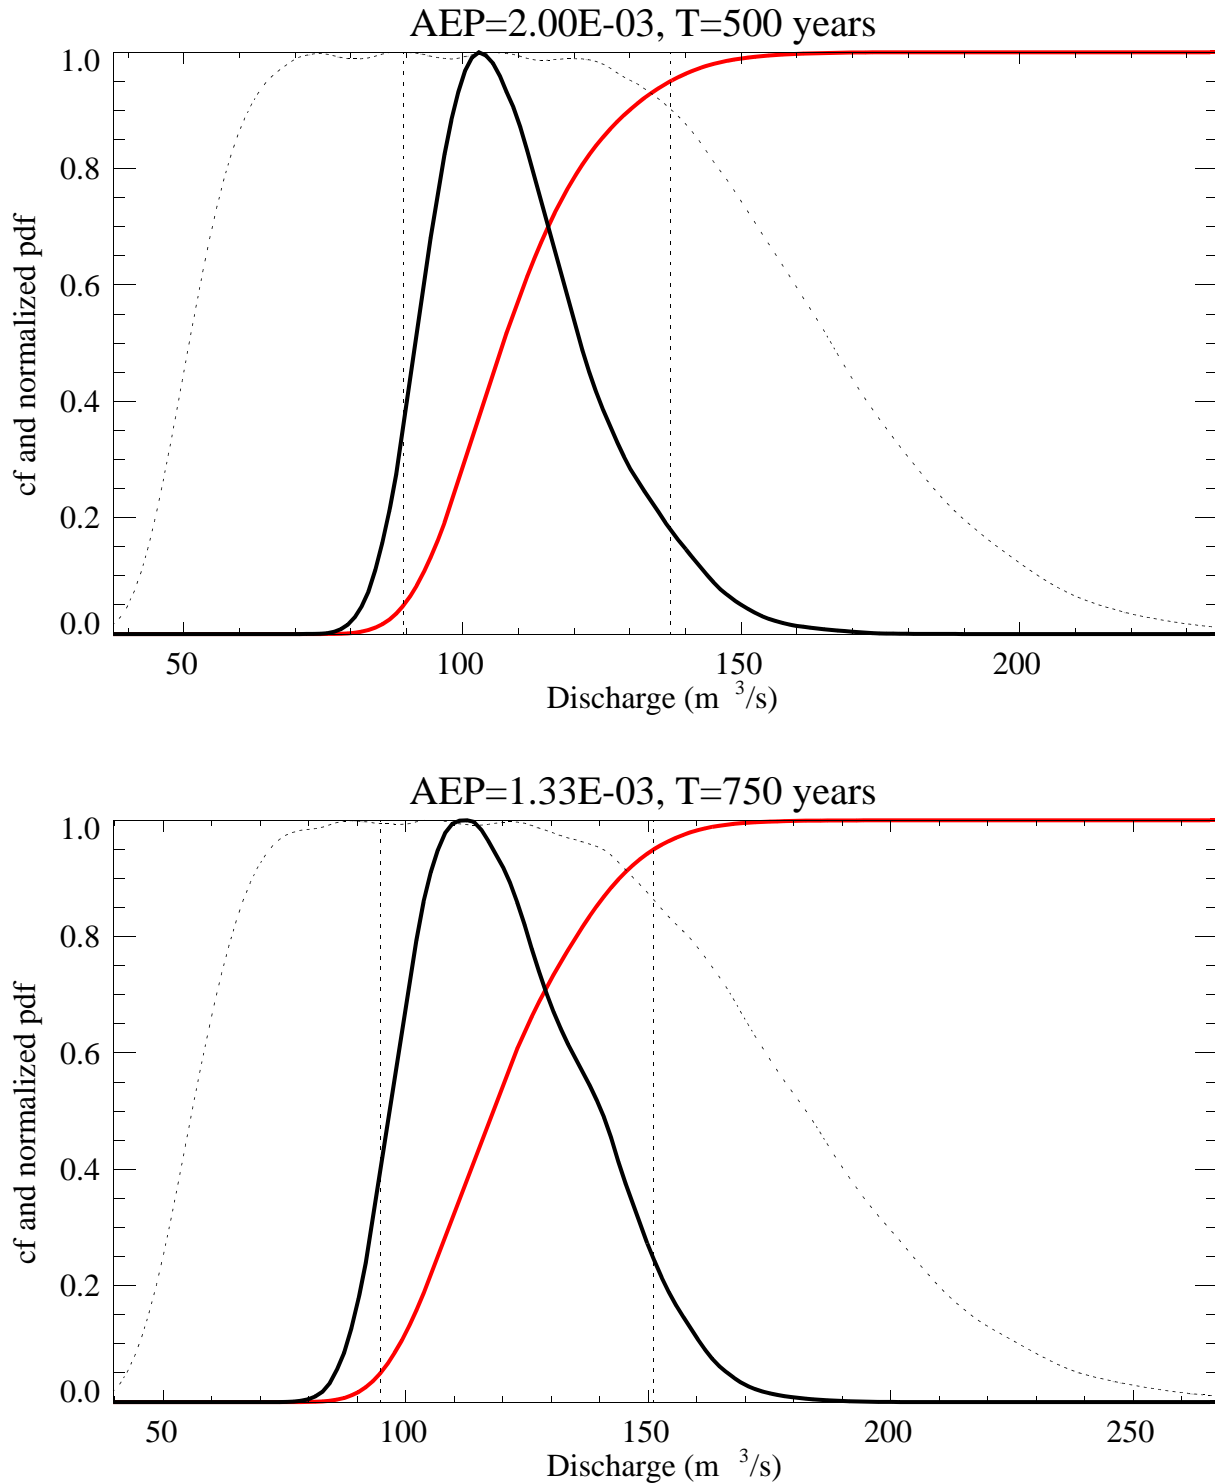 AEP=2.00E-03, T=500 years
1.0
0.8
0.6
0.4
0.2
0.0
cf and normalized pdf
50 100 150 200
Discharge (m 3/s)
AEP=1.33E-03, T=750 years
1.0
0.8
0.6
0.4
0.2
0.0
cf and normalized pdf
50 100 150 200 250
Discharge (m 3/s)